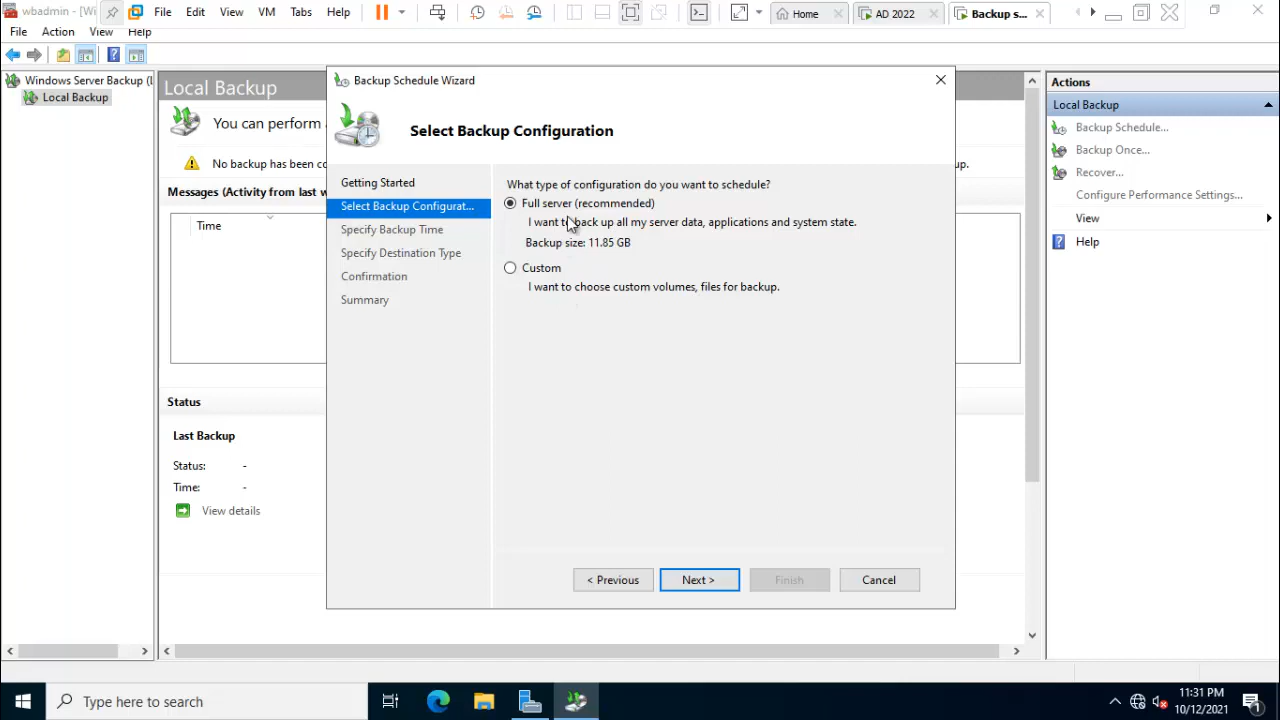 wbadmin - [Wi
File Edit View VM Tabs Help
Home
AD 2022
Backup s...
File Action View Help
Windows Server Backup (L
Local Backup
Local Backup
You can perform a
No backup has been co
up.
Messages (Activity from last w
Time
Status
Last Backup
Status: -
Time: -
View details
Backup Schedule Wizard
Select Backup Configuration
Getting Started
Select Backup Configurat...
Specify Backup Time
Specify Destination Type
Confirmation
Summary
What type of configuration do you want to schedule?
Full server (recommended)
I want to back up all my server data, applications and system state.
Backup size: 11.85 GB
Custom
I want to choose custom volumes, files for backup.
< Previous
Next >
Finish
Cancel
Actions
Local Backup
Backup Schedule...
Backup Once...
Recover...
Configure Performance Settings...
View
Help
Type here to search
11:31 PM
10/12/2021
1